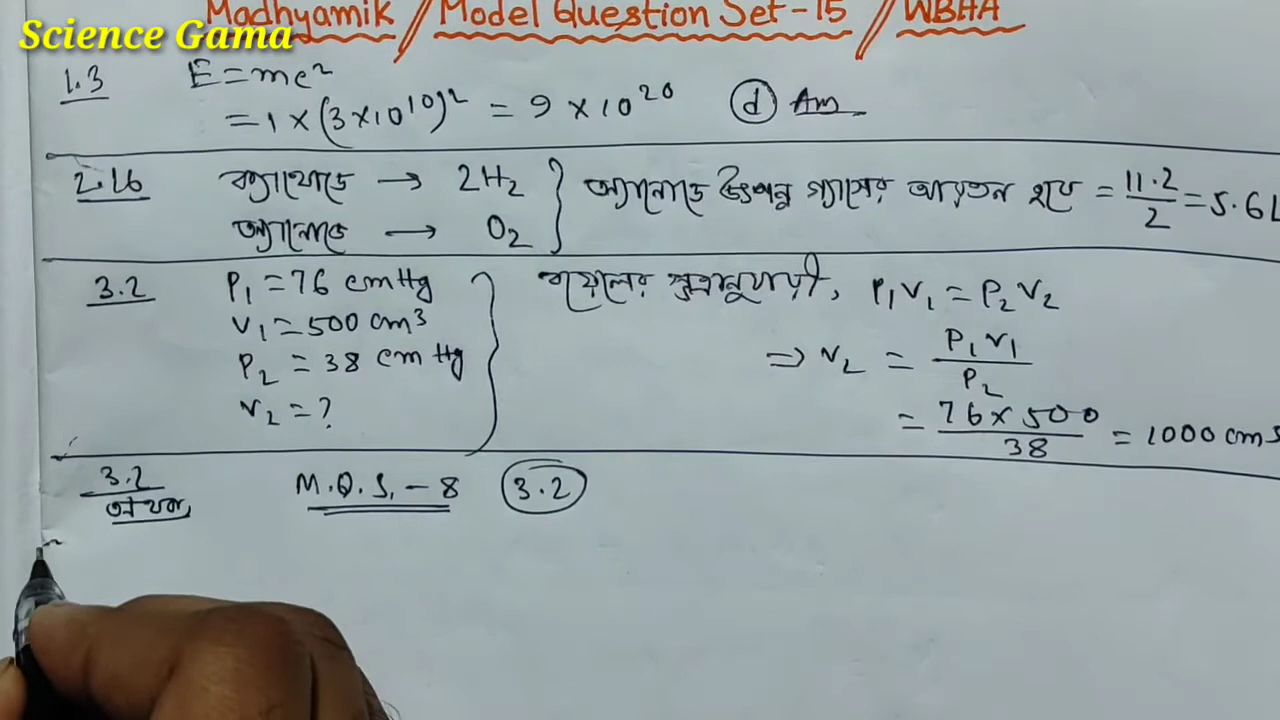 Madhyamik / Model Question Set-15 / WBHA
Science Gama
1.3 E = mc²
= 1 × (3×10¹⁰)² = 9 × 10²⁰ (d) Ans
2.16 ক্যাথোডে → 2H₂ } অ্যানোডে উৎপন্ন গ্যাসের আয়তন হবে = 11.2/2 = 5.6L
অ্যানোডে → O₂
3.2 P₁ = 76 cmHg } বয়েলের সূত্রানুযায়ী, P₁V₁ = P₂V₂
V₁ = 500 cm³
P₂ = 38 cm Hg ⇒ V₂ = P₁V₁/P₂
V₂ = ?
= 76 × 500/38 = 1000 cm³
3.2 M.Q.S. - 8 (3.2)
অথবা